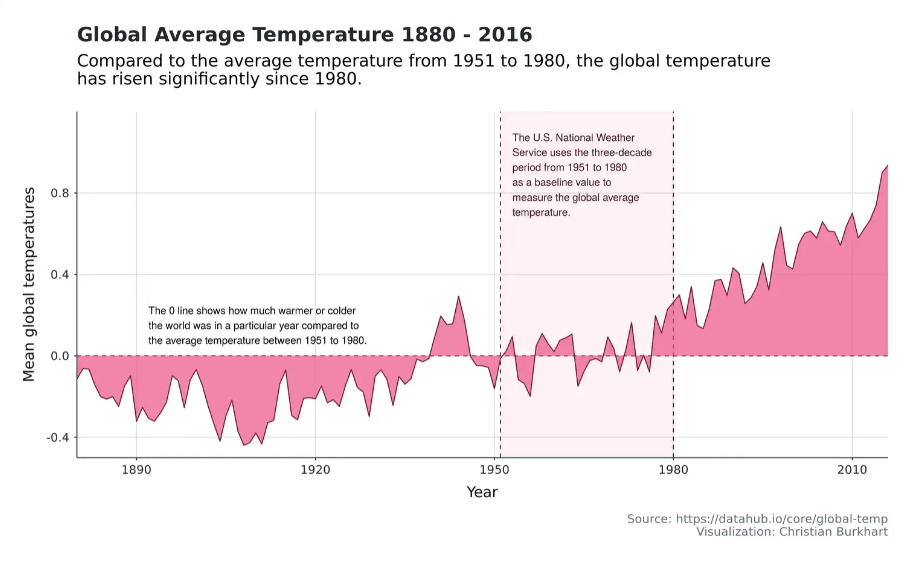 Global Average Temperature 1880 - 2016
Compared to the average temperature from 1951 to 1980, the global temperature
has risen significantly since 1980.
The U.S. National Weather
Service uses the three-decade
period from 1951 to 1980
as a baseline value to
measure the global average
temperature.
The 0 line shows how much warmer or colder
the world was in a particular year compared to
the average temperature between 1951 to 1980.
Mean global temperatures
0.8
0.4
0.0
-0.4
1890
1920
1950
1980
2010
Year
Source: https://datahub.io/core/global-temp
Visualization: Christian Burkhart